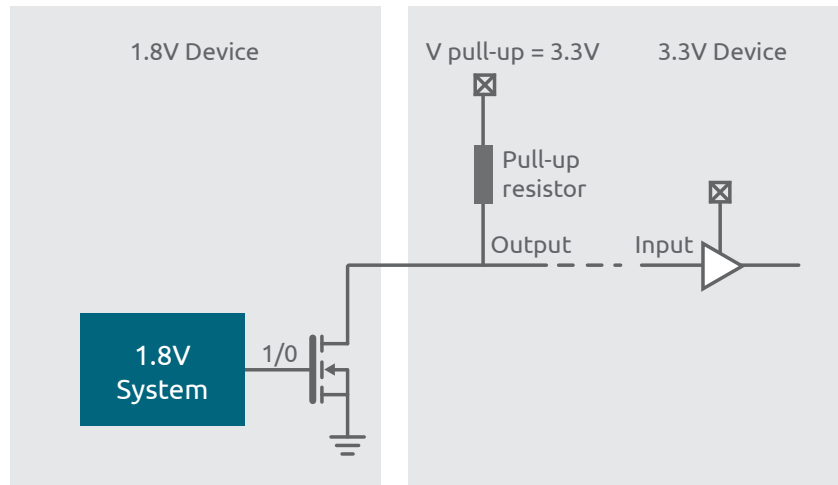 1.8V Device
V pull-up = 3.3V
3.3V Device
Pull-up
resistor
Output
Input
1.8V
System
1/0